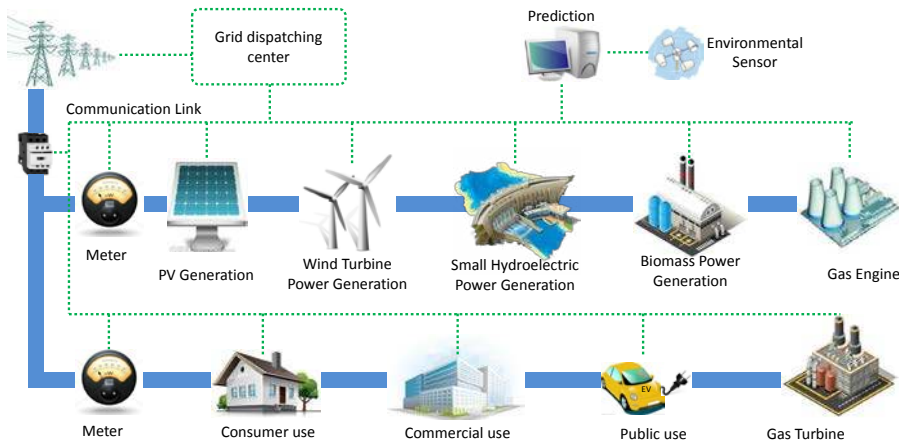 Grid dispatching
center
Prediction
Environmental
Sensor
Communication Link
Meter
PV Generation
Wind Turbine
Power Generation
Small Hydroelectric
Power Generation
Biomass Power
Generation
Gas Engine
EV
Meter
Consumer use
Commercial use
Public use
Gas Turbine